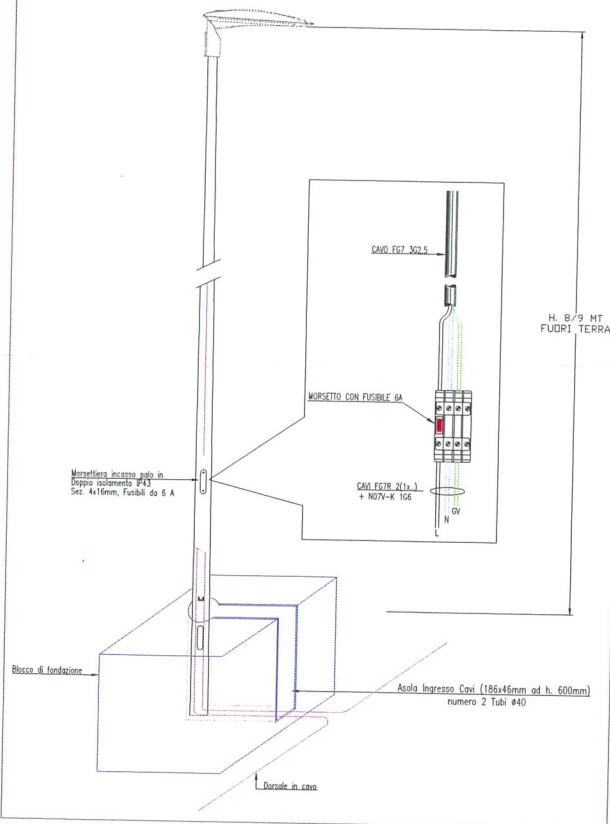 CAVO FG7 3G2,5
H. 8/9 MT
FUORI TERRA
MORSETTO CON FUSIBILE 6A
Morsettiera incasso palo in
Doppio isolamento IP43
Sez. 4x16mm, Fusibili da 6 A
CAVI FG7R 2(1x..)
+ N07V-K 1G6
GV
N
L
Blocco di fondazione
Asola Ingresso Cavi (186x46mm ad h. 600mm)
numero 2 Tubi ø40
Dorsale in cavo